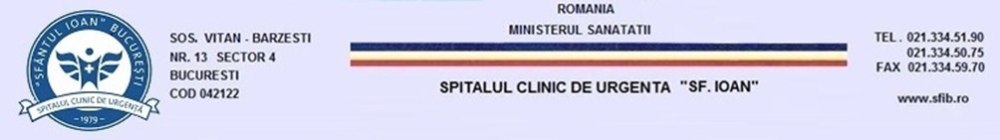 "SFÂNTUL IOAN" BUCUREȘTI
SPITALUL CLINIC DE URGENȚĂ
- 1979 -
SOS. VITAN - BARZESTI
NR. 13 SECTOR 4
BUCURESTI
COD 042122
ROMANIA
MINISTERUL SANATATII
SPITALUL CLINIC DE URGENTA "SF. IOAN"
TEL. 021.334.51.90
021.334.50.75
FAX 021.334.59.70
www.sfib.ro